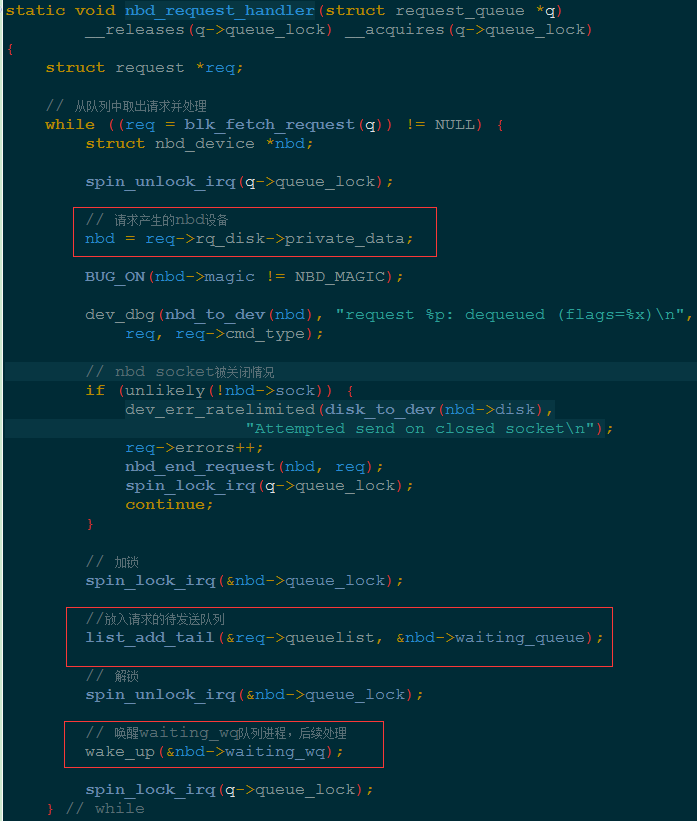 static void nbd_request_handler(struct request_queue *q)
        __releases(q->queue_lock) __acquires(q->queue_lock)
{
    struct request *req;
    // 从队列中取出请求并处理
    while ((req = blk_fetch_request(q)) != NULL) {
        struct nbd_device *nbd;
        spin_unlock_irq(q->queue_lock);
        // 请求产生的nbd设备
        nbd = req->rq_disk->private_data;
        BUG_ON(nbd->magic != NBD_MAGIC);
        dev_dbg(nbd_to_dev(nbd), "request %p: dequeued (flags=%x)\n",
            req, req->cmd_type);
        // nbd socket被关闭情况
        if (unlikely(!nbd->sock)) {
            dev_err_ratelimited(disk_to_dev(nbd->disk),
                        "Attempted send on closed socket\n");
            req->errors++;
            nbd_end_request(nbd, req);
            spin_lock_irq(q->queue_lock);
            continue;
        }
        // 加锁
        spin_lock_irq(&nbd->queue_lock);
        //放入请求的待发送队列
        list_add_tail(&req->queuelist, &nbd->waiting_queue);
        // 解锁
        spin_unlock_irq(&nbd->queue_lock);
        // 唤醒waiting_wq队列进程，后续处理
        wake_up(&nbd->waiting_wq);
        spin_lock_irq(q->queue_lock);
    } // while